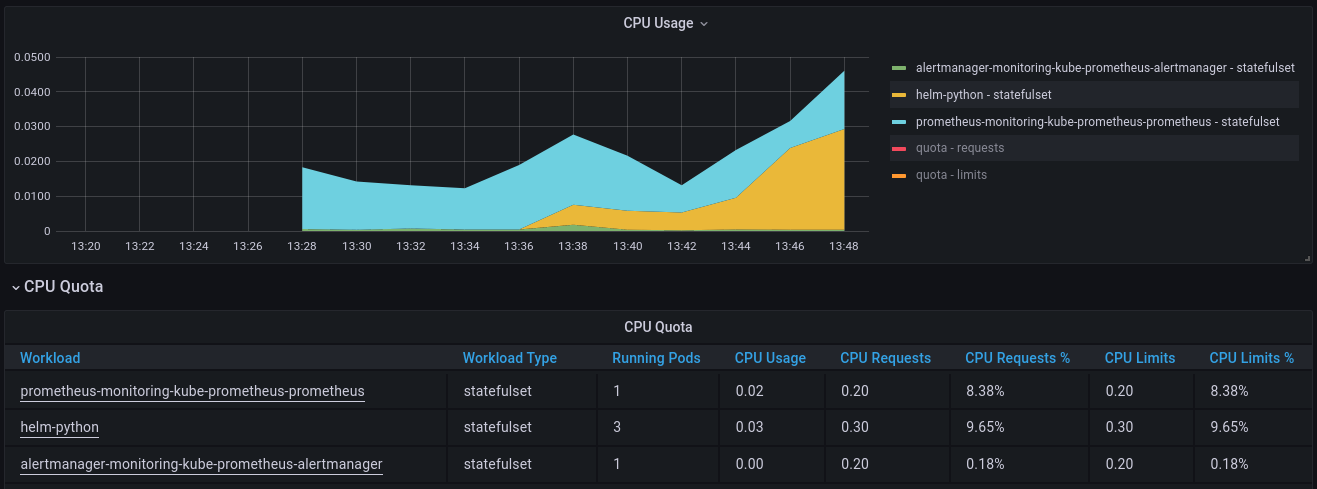 CPU Usage
0.0500
0.0400
0.0300
0.0200
0.0100
0
13:20 13:22 13:24 13:26 13:28 13:30 13:32 13:34 13:36 13:38 13:40 13:42 13:44 13:46 13:48
alertmanager-monitoring-kube-prometheus-alertmanager - statefulset
helm-python - statefulset
prometheus-monitoring-kube-prometheus-prometheus - statefulset
quota - requests
quota - limits
CPU Quota
CPU Quota
Workload Workload Type Running Pods CPU Usage CPU Requests CPU Requests % CPU Limits CPU Limits %
prometheus-monitoring-kube-prometheus-prometheus statefulset 1 0.02 0.20 8.38% 0.20 8.38%
helm-python statefulset 3 0.03 0.30 9.65% 0.30 9.65%
alertmanager-monitoring-kube-prometheus-alertmanager statefulset 1 0.00 0.20 0.18% 0.20 0.18%